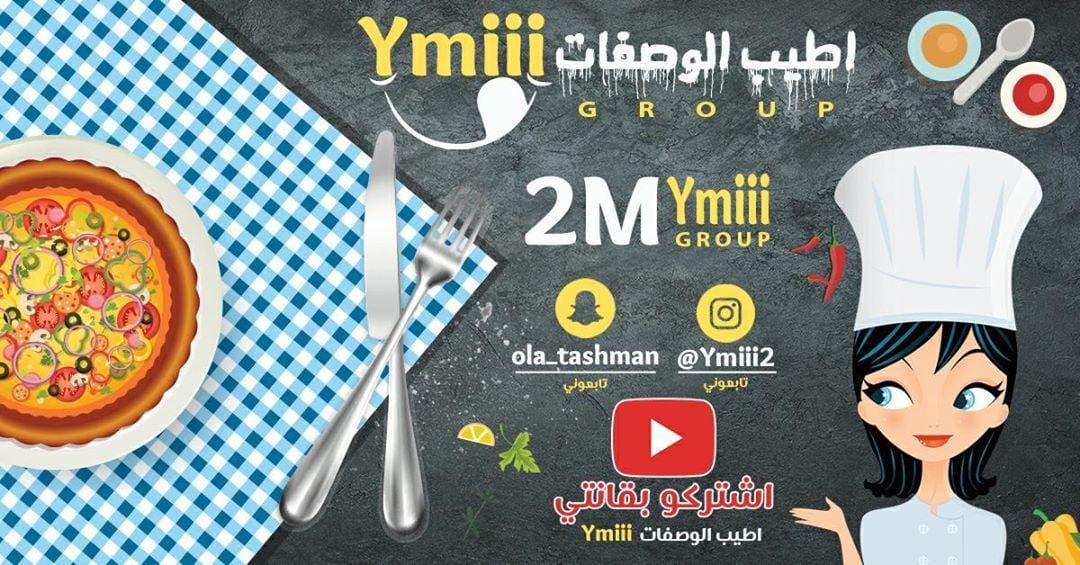 Ymiii اطيب الوصفات
GROUP
2M Ymiii
GROUP
ola_tashman
تابعوني
@Ymiii2
تابعوني
اشتركو بقانتي
اطيب الوصفات Ymiii